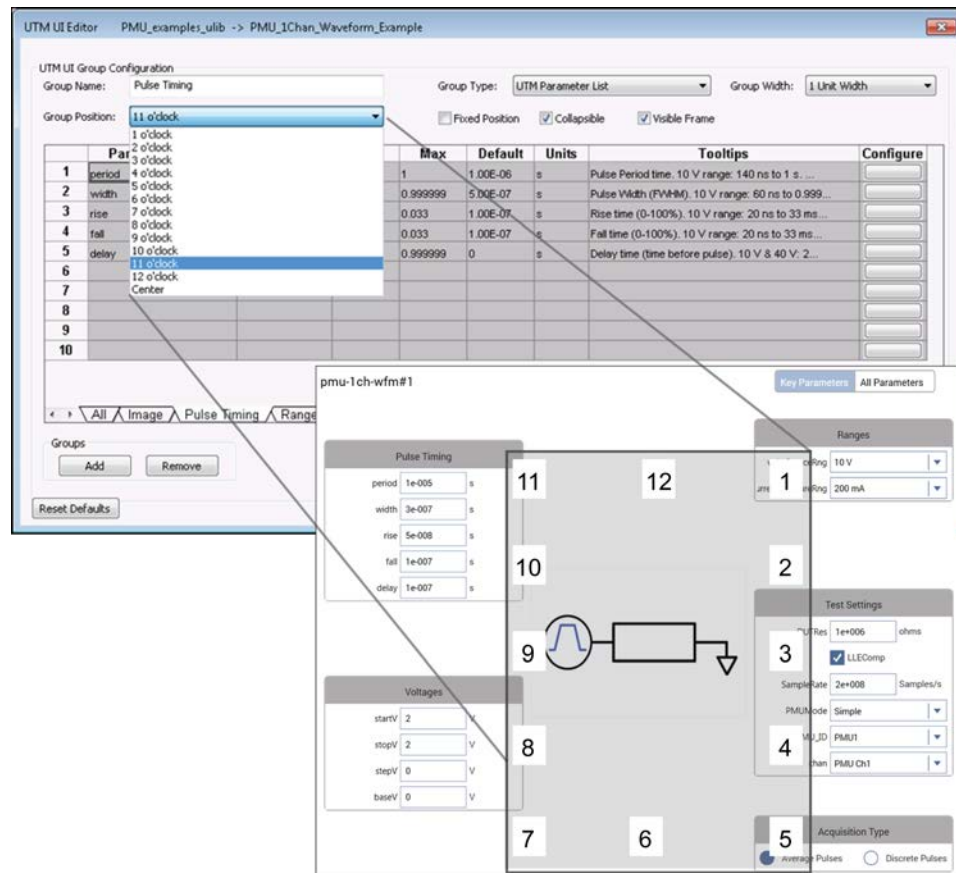 UTM UI Editor PMU_examples_ulib -> PMU_1Chan_Waveform_Example
UTM UI Group Configuration
Group Name: Pulse Timing Group Type: UTM Parameter List Group Width: 1 Unit Width
Group Position: 11 o'clock Fixed Position Collapsible Visible Frame
1 o'clock
2 o'clock
3 o'clock
4 o'clock
5 o'clock
6 o'clock
7 o'clock
8 o'clock
9 o'clock
10 o'clock
11 o'clock
12 o'clock
Center
Max Default Units Tooltips Configure
1 period 1 1.00E-06 s Pulse Period time. 10 V range: 140 ns to 1 s. ...
2 width 0.999999 5.00E-07 s Pulse Width (FWHM). 10 V range: 60 ns to 0.999...
3 rise 0.033 1.00E-07 s Rise time (0-100%). 10 V range: 20 ns to 33 ms...
4 fall 0.033 1.00E-07 s Fall time (0-100%). 10 V range: 20 ns to 33 ms...
5 delay 0.999999 0 s Delay time (time before pulse). 10 V & 40 V: 2...
6
7
8
9
10
All Image Pulse Timing Range
Groups
Add Remove
Reset Defaults
pmu-1ch-wfm#1 Key Parameters All Parameters
Pulse Timing
period 1e-005 s
width 3e-007 s
rise 5e-008 s
fall 1e-007 s
delay 1e-007 s
Voltages
startV 2 V
stopV 2 V
stepV 0 V
baseV 0 V
11 12 1
10 2
9 3
8 4
7 6 5
Ranges
10 V
200 mA
Test Settings
1e+006 ohms
LLEComp
SampleRate 2e+008 Samples/s
PMUMode Simple
PMU1
PMU Ch1
Acquisition Type
Average Pulses Discrete Pulses